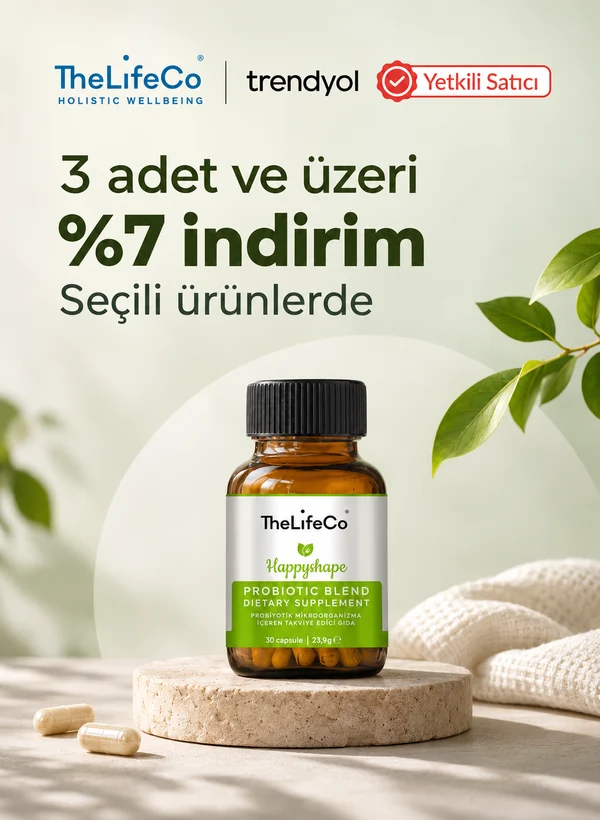 TheLifeCo®
HOLISTIC WELLBEING
trendyol
Yetkili Satıcı
3 adet ve üzeri
%7 indirim
Seçili ürünlerde
TheLifeCo®
Happyshape
PROBIOTIC BLEND
DIETARY SUPPLEMENT
PROBİYOTİK MİKROORGANİZMA
İÇEREN TAKVİYE EDİCİ GIDA
30 capsule | 23,9g ℮